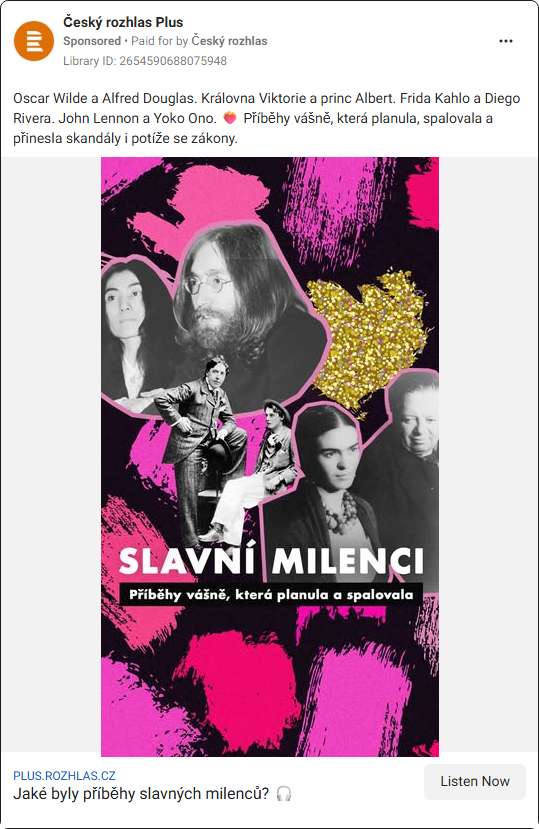 Český rozhlas Plus
Sponsored • Paid for by Český rozhlas
Library ID: 2654590688075948
Oscar Wilde a Alfred Douglas. Královna Viktorie a princ Albert. Frida Kahlo a Diego
Rivera. John Lennon a Yoko Ono. ❤️‍🔥 Příběhy vášně, která planula, spalovala a
přinesla skandály i potíže se zákony.
SLAVNÍ MILENCI
Příběhy vášně, která planula a spalovala
PLUS.ROZHLAS.CZ
Jaké byly příběhy slavných milenců? 🎧
Listen Now